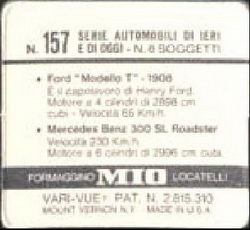 N. 157 SERIE AUTOMOBILI DI IERI
E DI OGGI - N. 8 SOGGETTI
• Ford "Modello T" - 1908
È il capolavoro di Henry Ford.
Motore a 4 cilindri di 2898 cm
cubi - Velocità 65 Km/h.
• Mercedes Benz 300 SL Roadster
Velocità 230 Km/h.
Motore a 6 cilindri di 2996 cm. cubi.
FORMAGGINO MIO LOCATELLI
VARI-VUE® PAT. N. 2.815.310
MOUNT VERNON N.Y. MADE IN U.S.A.